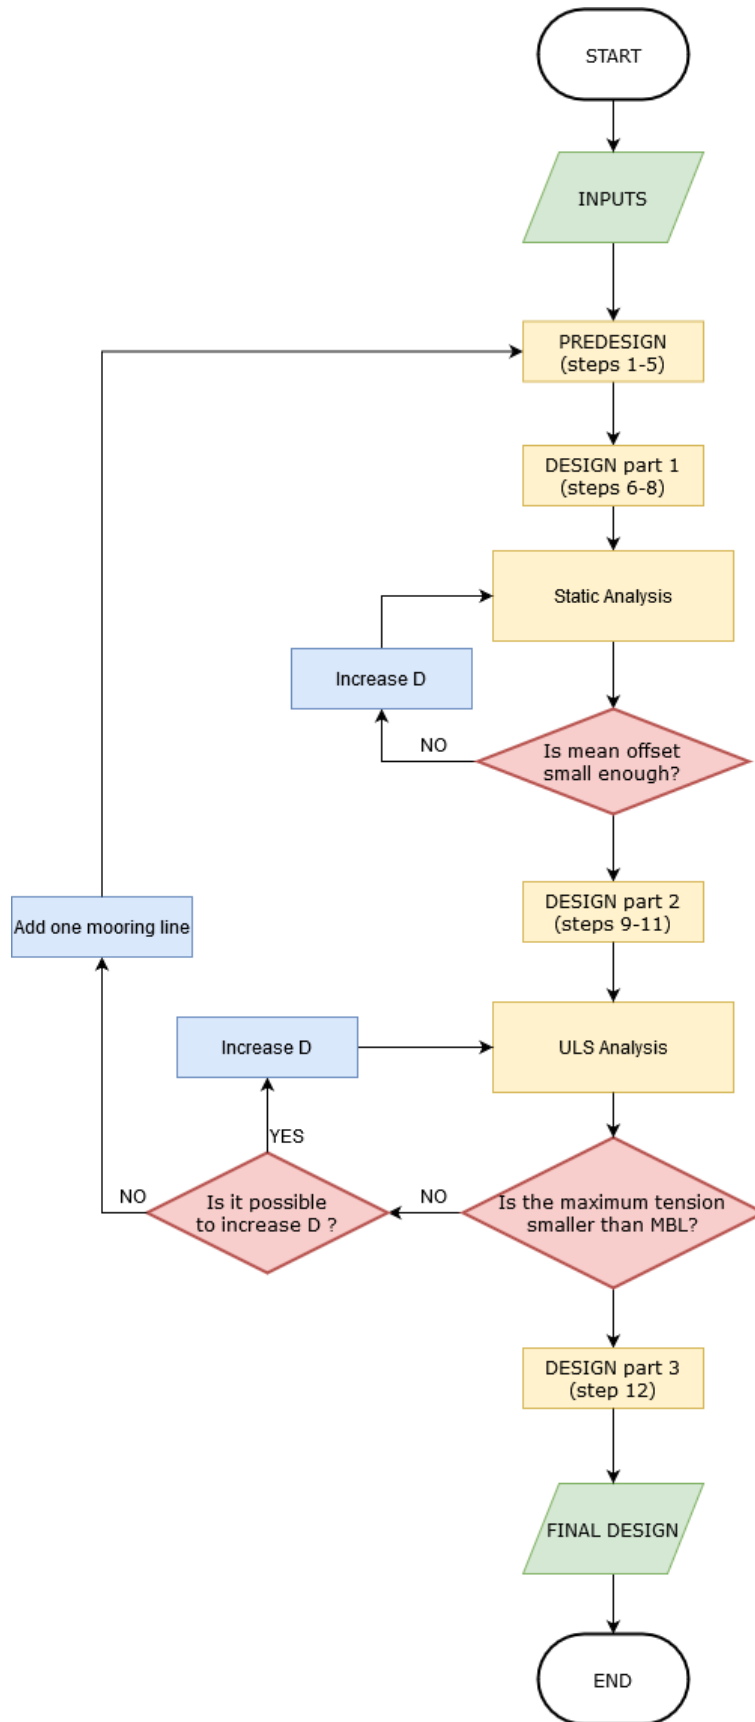 START
INPUTS
PREDESIGN
(steps 1-5)
DESIGN part 1
(steps 6-8)
Static Analysis
Increase D
NO
Is mean offset
small enough?
DESIGN part 2
(steps 9-11)
Add one mooring line
Increase D
ULS Analysis
YES
NO
Is it possible
to increase D ?
NO
Is the maximum tension
smaller than MBL?
DESIGN part 3
(step 12)
FINAL DESIGN
END